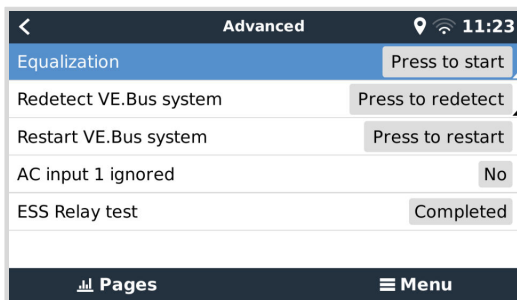 Advanced 11:23
Equalization Press to start
Redetect VE.Bus system Press to redetect
Restart VE.Bus system Press to restart
AC input 1 ignored No
ESS Relay test Completed
Pages Menu